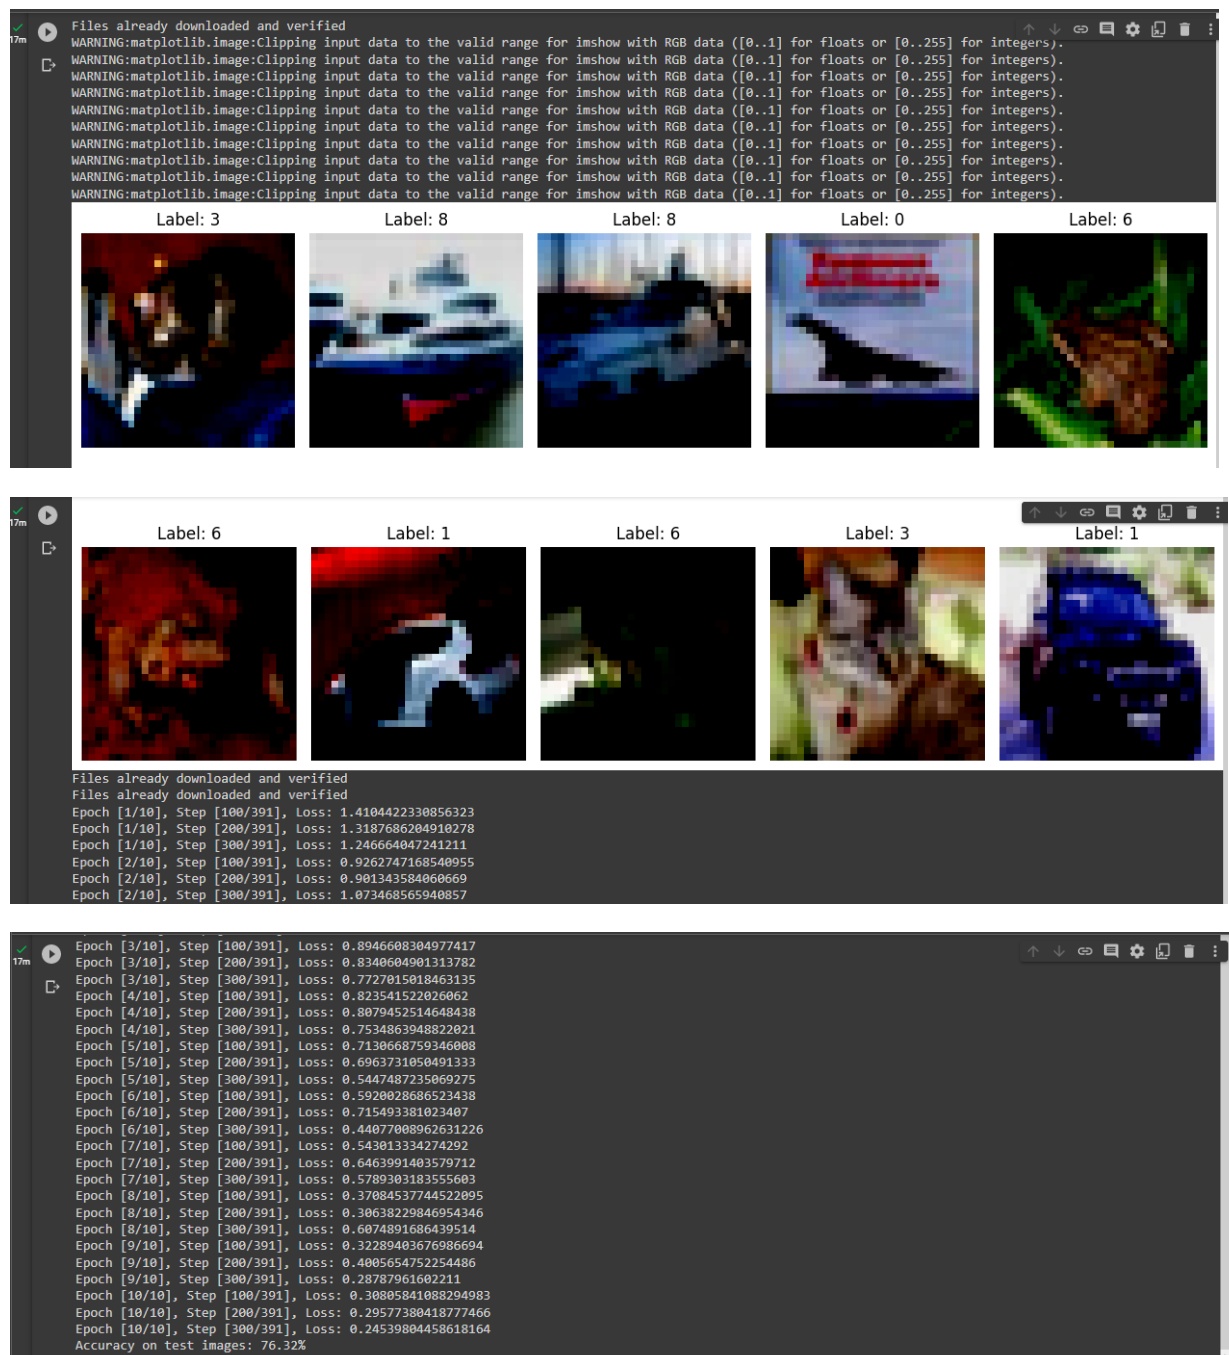 Files already downloaded and verified
17m
WARNING:matplotlib.image:Clipping input data to the valid range for imshow with RGB data ([0..1] for floats or [0..255] for integers).
WARNING:matplotlib.image:Clipping input data to the valid range for imshow with RGB data ([0..1] for floats or [0..255] for integers).
WARNING:matplotlib.image:Clipping input data to the valid range for imshow with RGB data ([0..1] for floats or [0..255] for integers).
WARNING:matplotlib.image:Clipping input data to the valid range for imshow with RGB data ([0..1] for floats or [0..255] for integers).
WARNING:matplotlib.image:Clipping input data to the valid range for imshow with RGB data ([0..1] for floats or [0..255] for integers).
WARNING:matplotlib.image:Clipping input data to the valid range for imshow with RGB data ([0..1] for floats or [0..255] for integers).
WARNING:matplotlib.image:Clipping input data to the valid range for imshow with RGB data ([0..1] for floats or [0..255] for integers).
WARNING:matplotlib.image:Clipping input data to the valid range for imshow with RGB data ([0..1] for floats or [0..255] for integers).
WARNING:matplotlib.image:Clipping input data to the valid range for imshow with RGB data ([0..1] for floats or [0..255] for integers).
WARNING:matplotlib.image:Clipping input data to the valid range for imshow with RGB data ([0..1] for floats or [0..255] for integers).
Label: 3 Label: 8 Label: 8 Label: 0 Label: 6
17m
Label: 6 Label: 1 Label: 6 Label: 3 Label: 1
Files already downloaded and verified
Files already downloaded and verified
Epoch [1/10], Step [100/391], Loss: 1.4104422330856323
Epoch [1/10], Step [200/391], Loss: 1.3187686204910278
Epoch [1/10], Step [300/391], Loss: 1.246664047241211
Epoch [2/10], Step [100/391], Loss: 0.9262747168540955
Epoch [2/10], Step [200/391], Loss: 0.901343584060669
Epoch [2/10], Step [300/391], Loss: 1.073468565940857
Epoch [3/10], Step [100/391], Loss: 0.8946608304977417
17m
Epoch [3/10], Step [200/391], Loss: 0.8340604901313782
Epoch [3/10], Step [300/391], Loss: 0.7727015018463135
Epoch [4/10], Step [100/391], Loss: 0.823541522026062
Epoch [4/10], Step [200/391], Loss: 0.8079452514648438
Epoch [4/10], Step [300/391], Loss: 0.7534863948822021
Epoch [5/10], Step [100/391], Loss: 0.7130668759346008
Epoch [5/10], Step [200/391], Loss: 0.6963731050491333
Epoch [5/10], Step [300/391], Loss: 0.5447487235069275
Epoch [6/10], Step [100/391], Loss: 0.5920028686523438
Epoch [6/10], Step [200/391], Loss: 0.715493381023407
Epoch [6/10], Step [300/391], Loss: 0.44077008962631226
Epoch [7/10], Step [100/391], Loss: 0.543013334274292
Epoch [7/10], Step [200/391], Loss: 0.6463991403579712
Epoch [7/10], Step [300/391], Loss: 0.5789303183555603
Epoch [8/10], Step [100/391], Loss: 0.37084537744522095
Epoch [8/10], Step [200/391], Loss: 0.30638229846954346
Epoch [8/10], Step [300/391], Loss: 0.6074891686439514
Epoch [9/10], Step [100/391], Loss: 0.32289403676986694
Epoch [9/10], Step [200/391], Loss: 0.4005654752254486
Epoch [9/10], Step [300/391], Loss: 0.28787961602211
Epoch [10/10], Step [100/391], Loss: 0.30805841088294983
Epoch [10/10], Step [200/391], Loss: 0.29577380418777466
Epoch [10/10], Step [300/391], Loss: 0.24539804458618164
Accuracy on test images: 76.32%